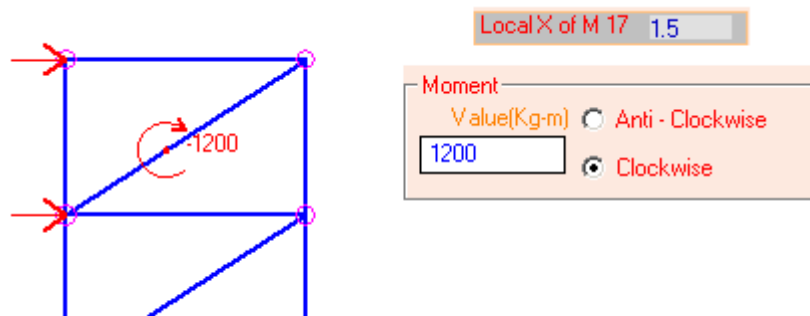 Local X of M 17 1.5
Moment
Value(Kg-m) Anti - Clockwise
-1200
1200
Clockwise